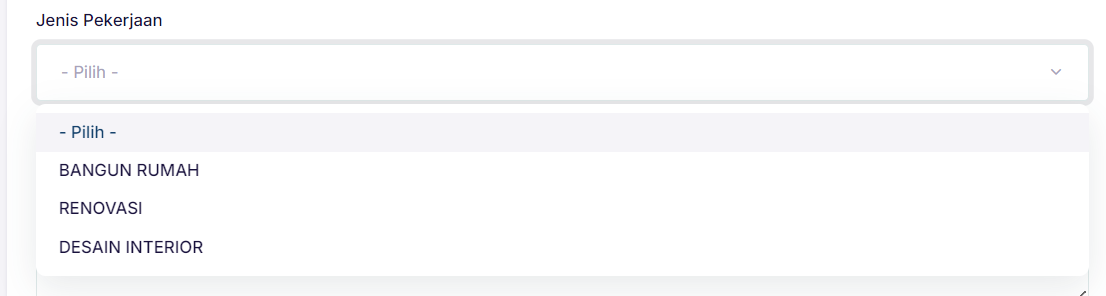 Jenis Pekerjaan
- Pilih -
- Pilih -
BANGUN RUMAH
RENOVASI
DESAIN INTERIOR